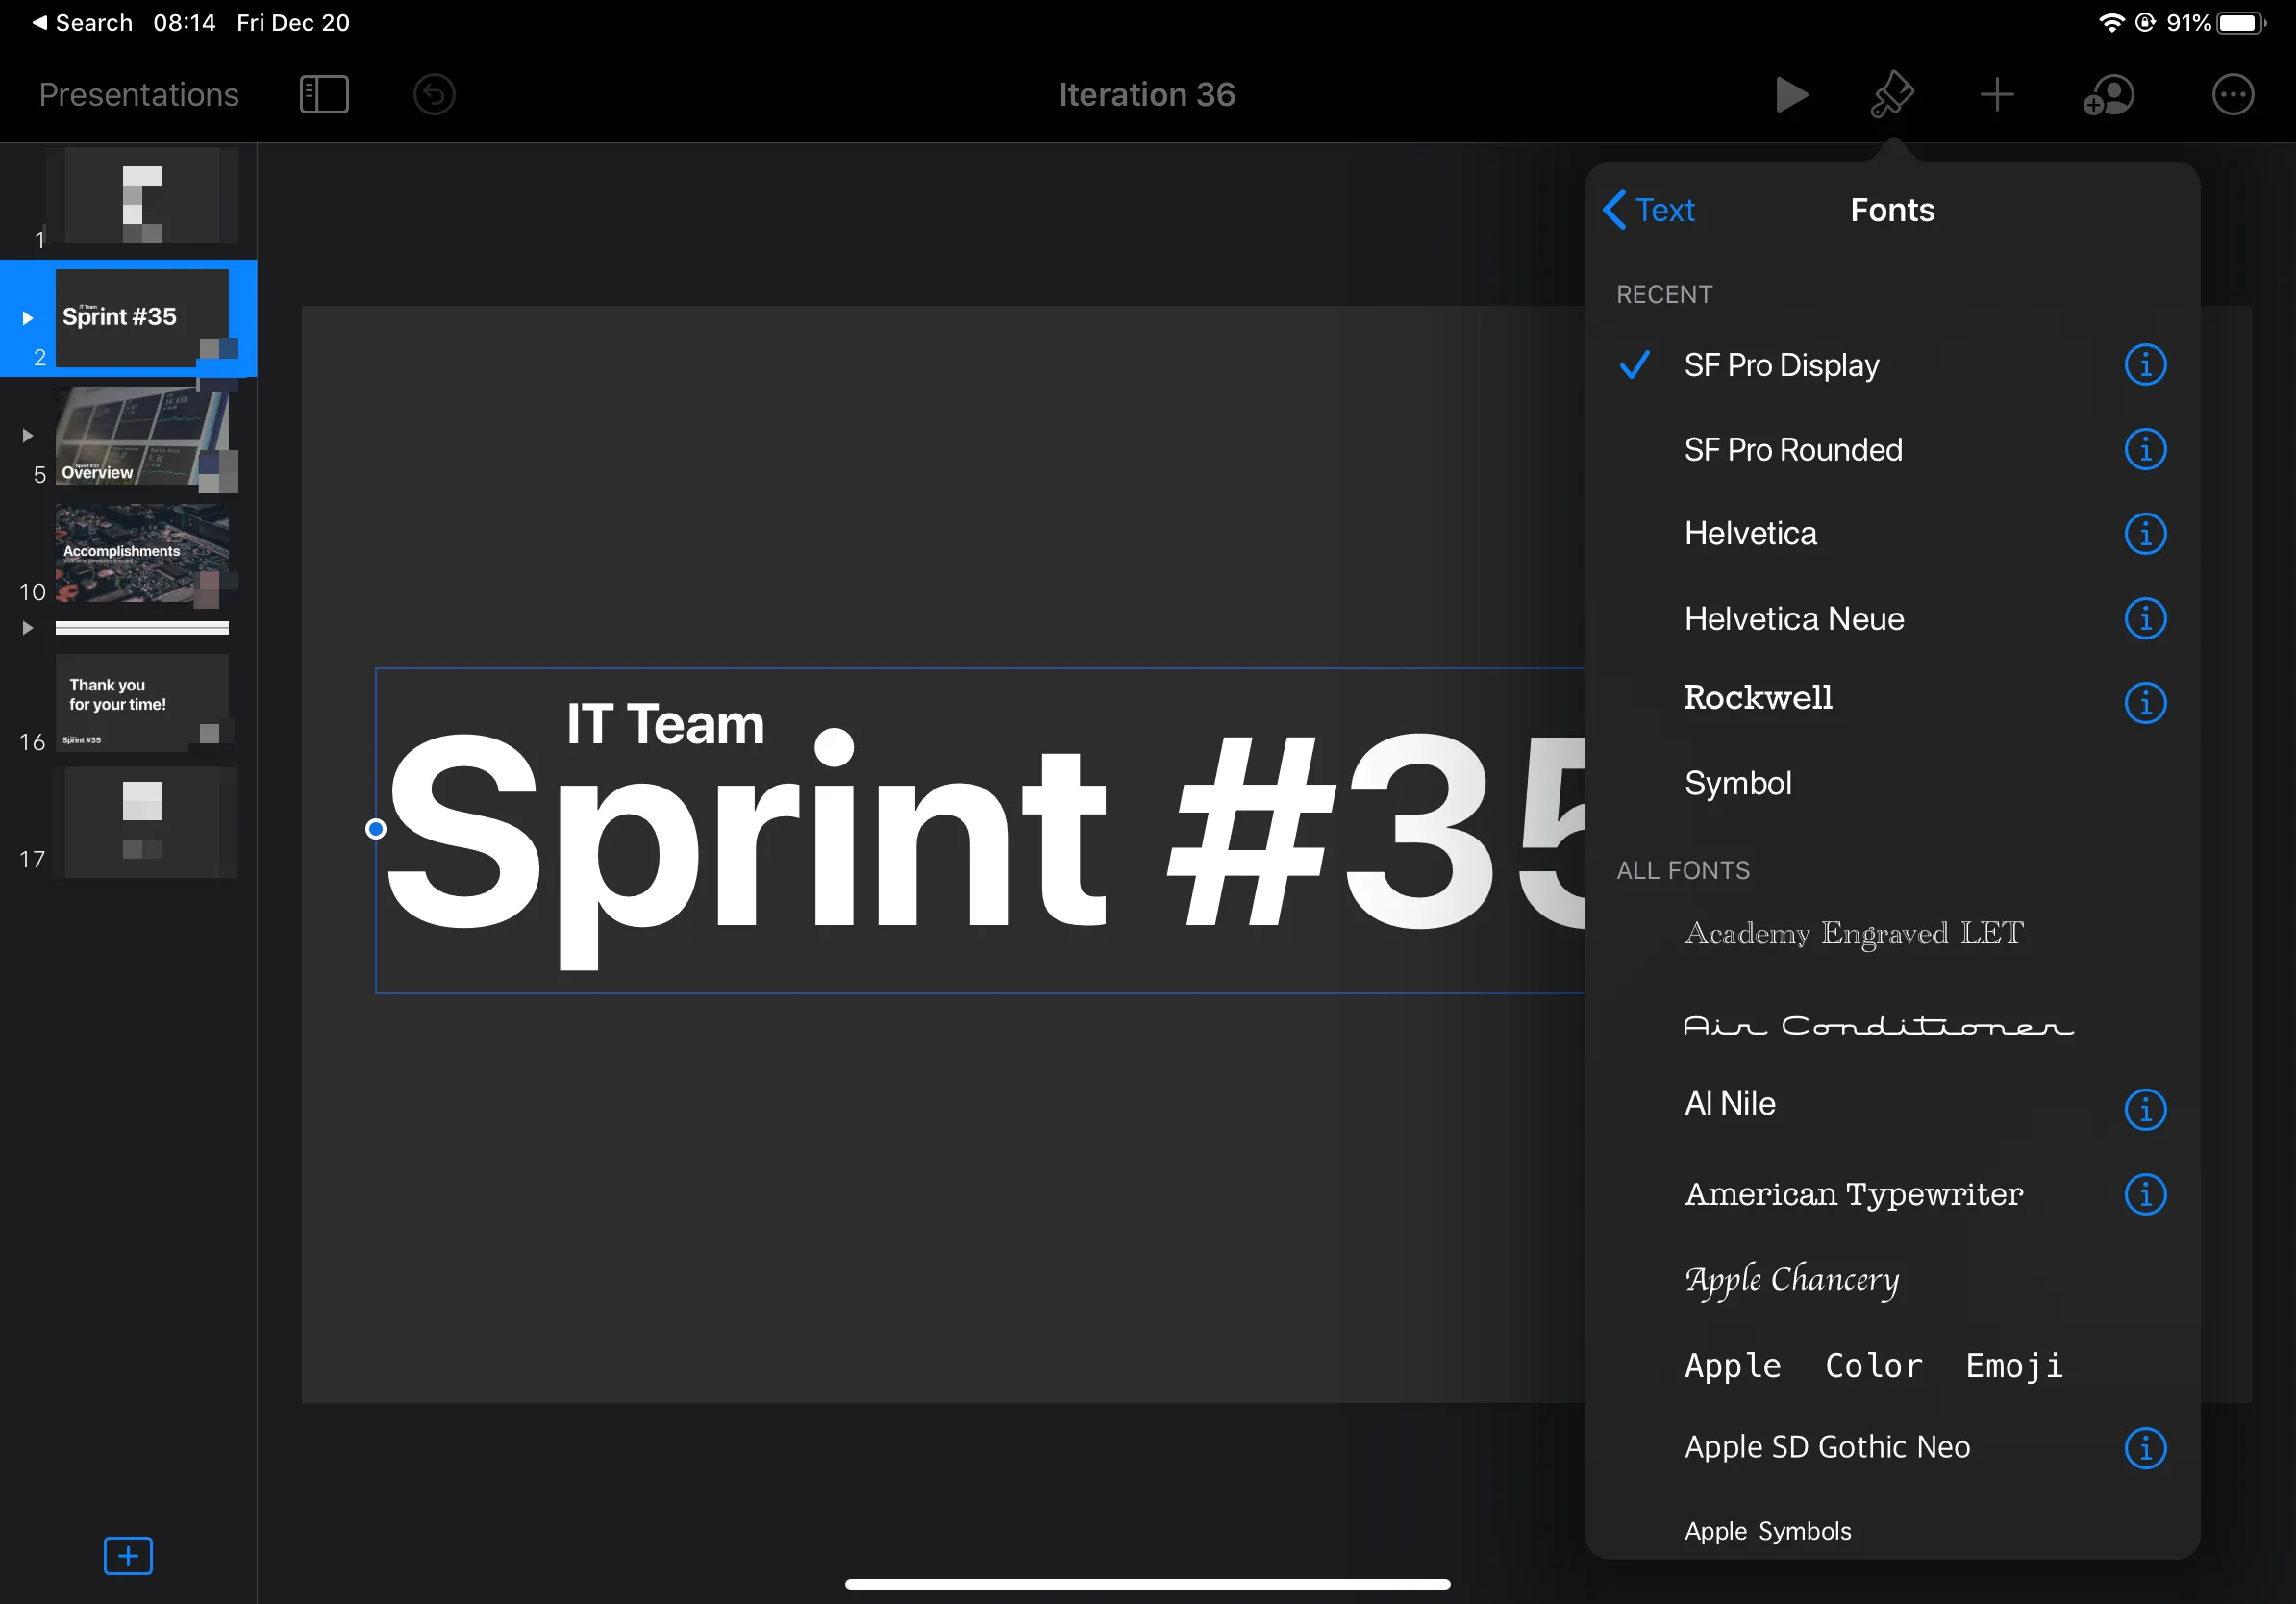 Search 08:14 Fri Dec 20 91%
Presentations Iteration 36
1
IT Team
Sprint #35
2
Overview
5
Accomplishments
10
Thank you
for your time!
Sprint #35
16
17
IT Team
Sprint #35
Text Fonts
RECENT
SF Pro Display
SF Pro Rounded
Helvetica
Helvetica Neue
Rockwell
Symbol
ALL FONTS
Academy Engraved LET
Air Conditioner
Al Nile
American Typewriter
Apple Chancery
Apple Color Emoji
Apple SD Gothic Neo
Apple Symbols